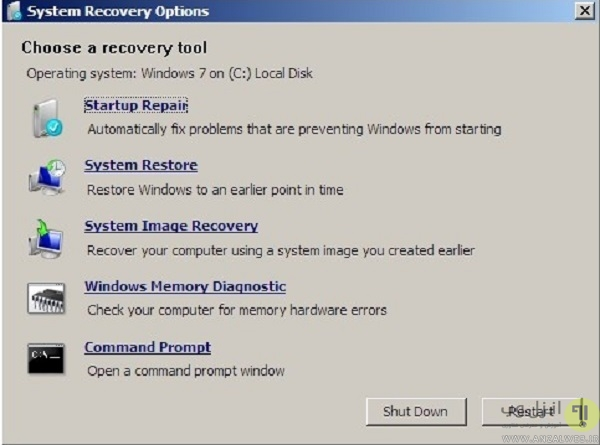 System Recovery Options
Choose a recovery tool
Operating system: Windows 7 on (C:) Local Disk
Startup Repair
Automatically fix problems that are preventing Windows from starting
System Restore
Restore Windows to an earlier point in time
System Image Recovery
Recover your computer using a system image you created earlier
Windows Memory Diagnostic
Check your computer for memory hardware errors
C:\_
Command Prompt
Open a command prompt window
Shut Down
Restart
انزل وب
WWW.ANZALWEB.IR